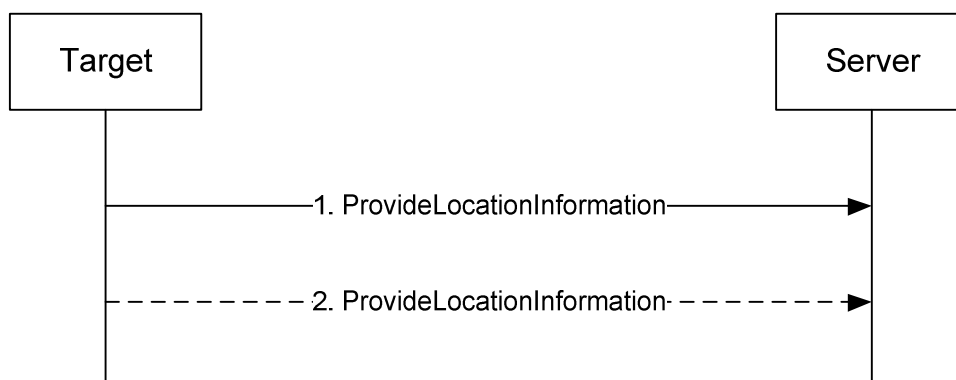 Target
Server
1. ProvideLocationInformation
2. ProvideLocationInformation